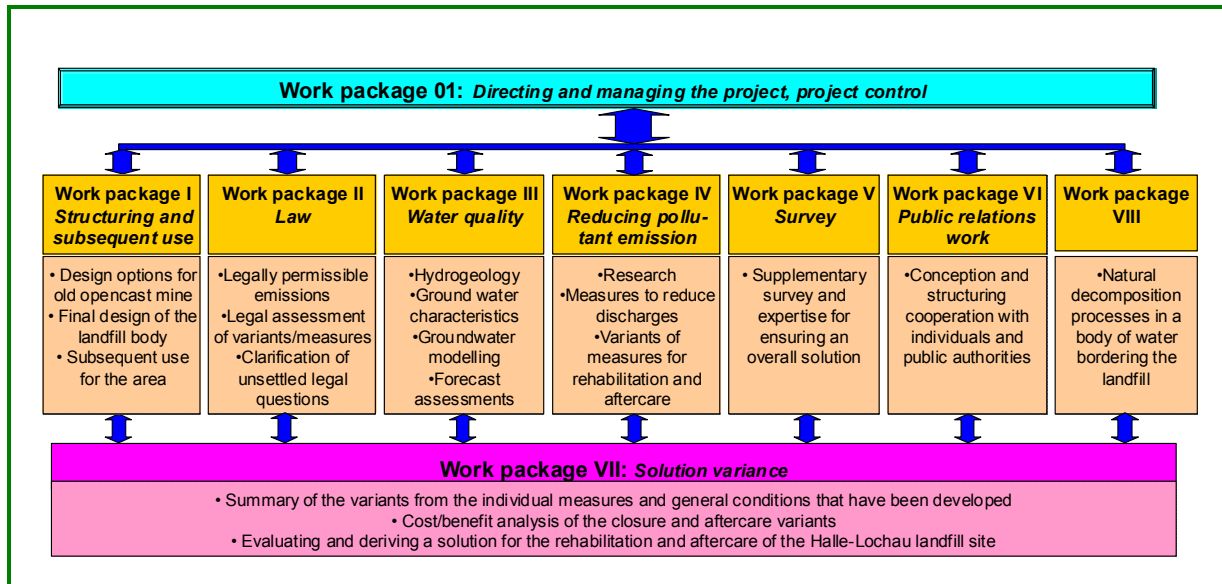 Work package 01: Directing and managing the project, project control
Work package I
Structuring and
subsequent use
• Design options for
old opencast mine
• Final design of the
landfill body
• Subsequent use
for the area
Work package II
Law
•Legally permissible
emissions
•Legal assessment
of variants/measures
•Clarification of
unsettled legal
questions
Work package III
Water quality
•Hydrogeology
•Ground water
characteristics
•Groundwater
modelling
•Forecast
assessments
Work package IV
Reducing pollu-
tant emission
•Research
•Measures to reduce
discharges
•Variants of
measures for
rehabilitation and
aftercare
Work package V
Survey
• Supplementary
survey and
expertise for
ensuring an
overall solution
Work package VI
Public relations
work
• Conception and
structuring
cooperation with
individuals and
public authorities
Work package
VIII
• Natural
decomposition
processes in a
body of water
bordering the
landfill
Work package VII: Solution variance
• Summary of the variants from the individual measures and general conditions that have been developed
• Cost/benefit analysis of the closure and aftercare variants
• Evaluating and deriving a solution for the rehabilitation and aftercare of the Halle-Lochau landfill site